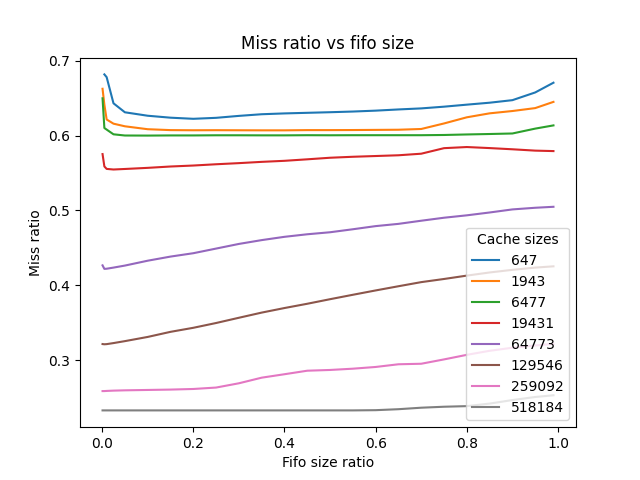 Miss ratio vs fifo size
0.7
0.6
0.5
0.4
0.3
Miss ratio
0.0 0.2 0.4 0.6 0.8 1.0
Fifo size ratio
Cache sizes
647
1943
6477
19431
64773
129546
259092
518184